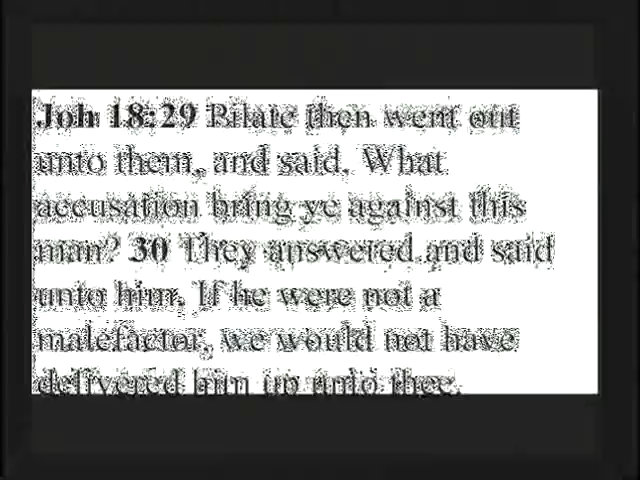 Joh 18:29 Pilate then went out
unto them, and said, What
accusation bring ye against this
man? 30 They answered and said
unto him, If he were not a
malefactor, we would not have
delivered him up unto thee.